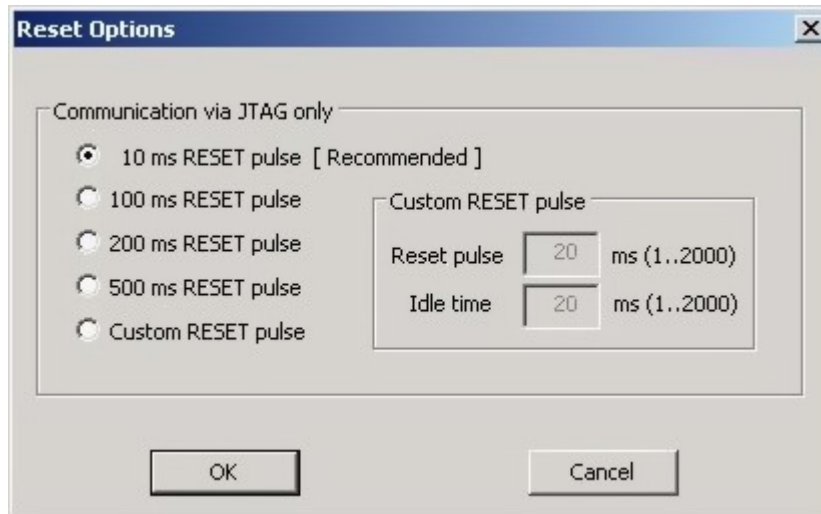 Reset Options
Communication via JTAG only
10 ms RESET pulse [ Recommended ]
100 ms RESET pulse
200 ms RESET pulse
500 ms RESET pulse
Custom RESET pulse
Custom RESET pulse
Reset pulse 20 ms (1..2000)
Idle time 20 ms (1..2000)
OK Cancel